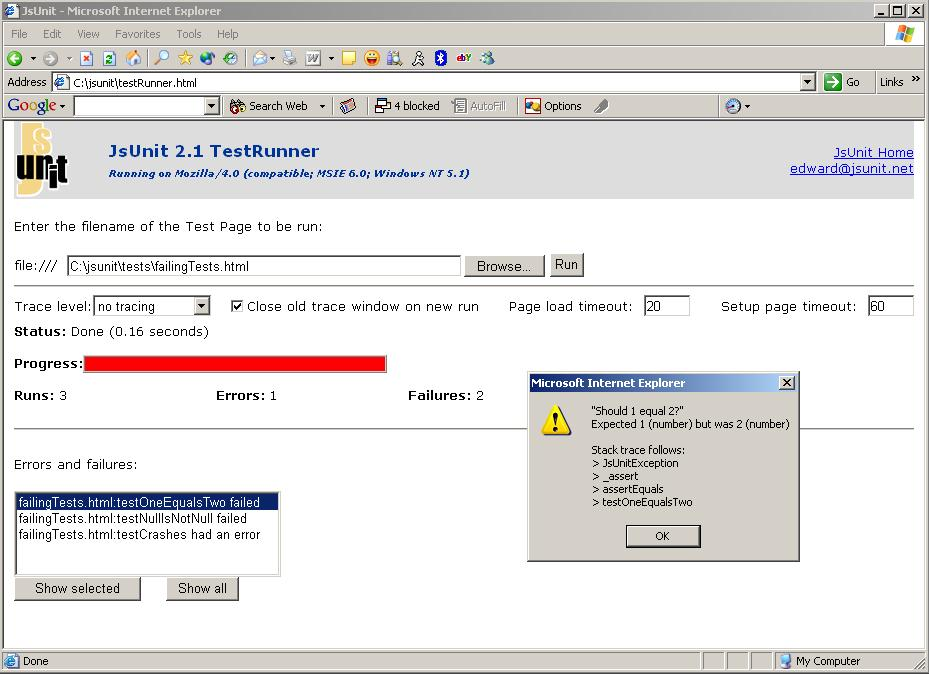 JsUnit - Microsoft Internet Explorer
File Edit View Favorites Tools Help
W ebY
Address C:\jsunit\testRunner.html Go Links »
Google Search Web 4 blocked AutoFill Options
JsUnit
JsUnit 2.1 TestRunner
Running on Mozilla/4.0 (compatible; MSIE 6.0; Windows NT 5.1)
JsUnit Home
edward@jsunit.net
Enter the filename of the Test Page to be run:
file:/// C:\jsunit\tests\failingTests.html Browse... Run
Trace level: no tracing Close old trace window on new run Page load timeout: 20 Setup page timeout: 60
Status: Done (0.16 seconds)
Progress:
Runs: 3 Errors: 1 Failures: 2
Errors and failures:
failingTests.html:testOneEqualsTwo failed
failingTests.html:testNullIsNotNull failed
failingTests.html:testCrashes had an error
Show selected Show all
Microsoft Internet Explorer
"Should 1 equal 2?"
Expected 1 (number) but was 2 (number)
Stack trace follows:
> JsUnitException
> _assert
> assertEquals
> testOneEqualsTwo
OK
Done My Computer